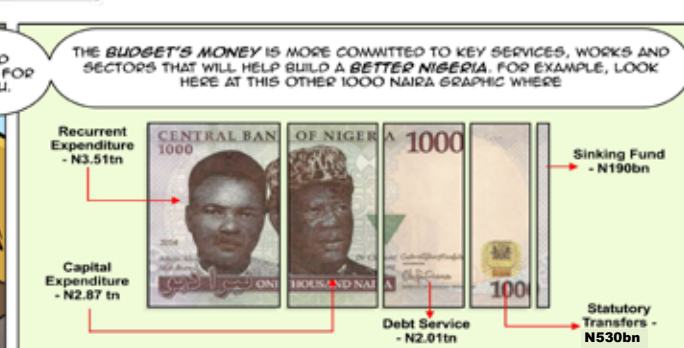 D
FOR
U.
THE BUDGET'S MONEY IS MORE COMMITTED TO KEY SERVICES, WORKS AND
SECTORS THAT WILL HELP BUILD A BETTER NIGERIA. FOR EXAMPLE, LOOK
HERE AT THIS OTHER 1000 NAIRA GRAPHIC WHERE
Recurrent
Expenditure
- N3.51tn
CENTRAL BAN OF NIGERIA 1000
1000
Sinking Fund
- N190bn
Capital
Expenditure
- N2.87 tn
ONE THOUSAND NAIRA
1000
Debt Service
- N2.01tn
Statutory
Transfers -
N530bn